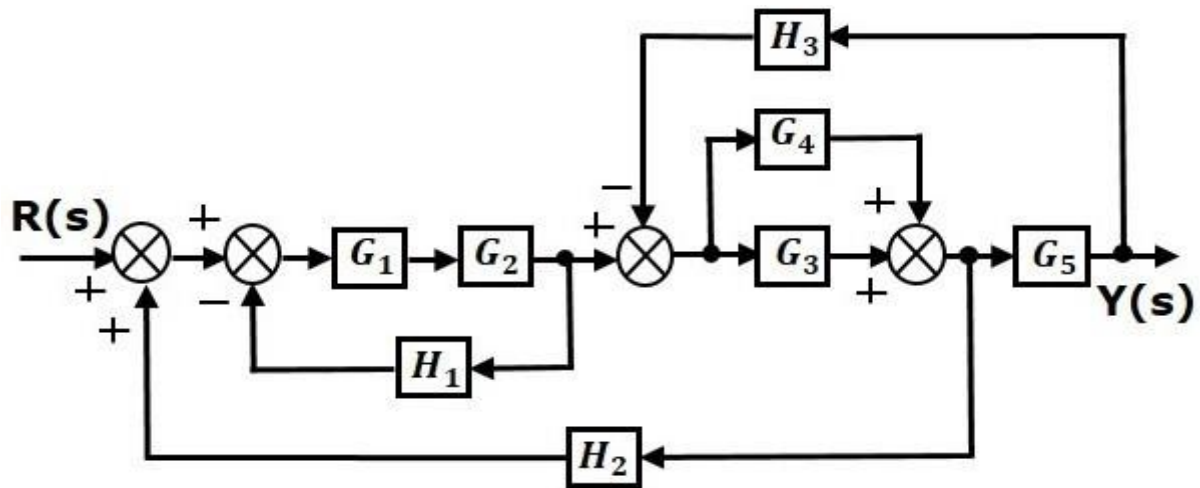 H₃
G₄
−
R(s) + + G₁ G₂ + G₃ + G₅
+ − + Y(s)
+
H₁
H₂